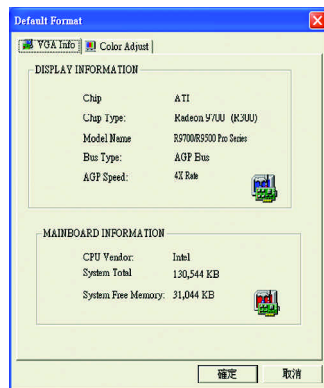 Default Format
VGA Info Color Adjust
DISPLAY INFORMATION
Chip ATI
Chip Type: Radeon 9700 (R300)
Model Name R9700/R9500 Pro Series
Bus Type: AGP Bus
AGP Speed: 4X Rate
MAINBOARD INFORMATION
CPU Vendor: Intel
System Total 130,544 KB
System Free Memory: 31,044 KB
確定 取消